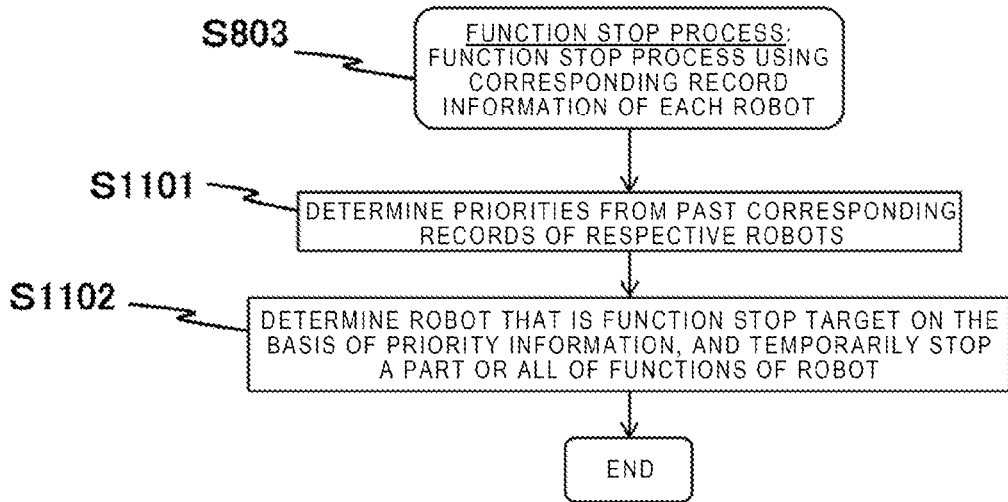 S803
FUNCTION STOP PROCESS:
FUNCTION STOP PROCESS USING
CORRESPONDING RECORD
INFORMATION OF EACH ROBOT
S1101
DETERMINE PRIORITIES FROM PAST CORRESPONDING
RECORDS OF RESPECTIVE ROBOTS
S1102
DETERMINE ROBOT THAT IS FUNCTION STOP TARGET ON THE
BASIS OF PRIORITY INFORMATION, AND TEMPORARILY STOP
A PART OR ALL OF FUNCTIONS OF ROBOT
END